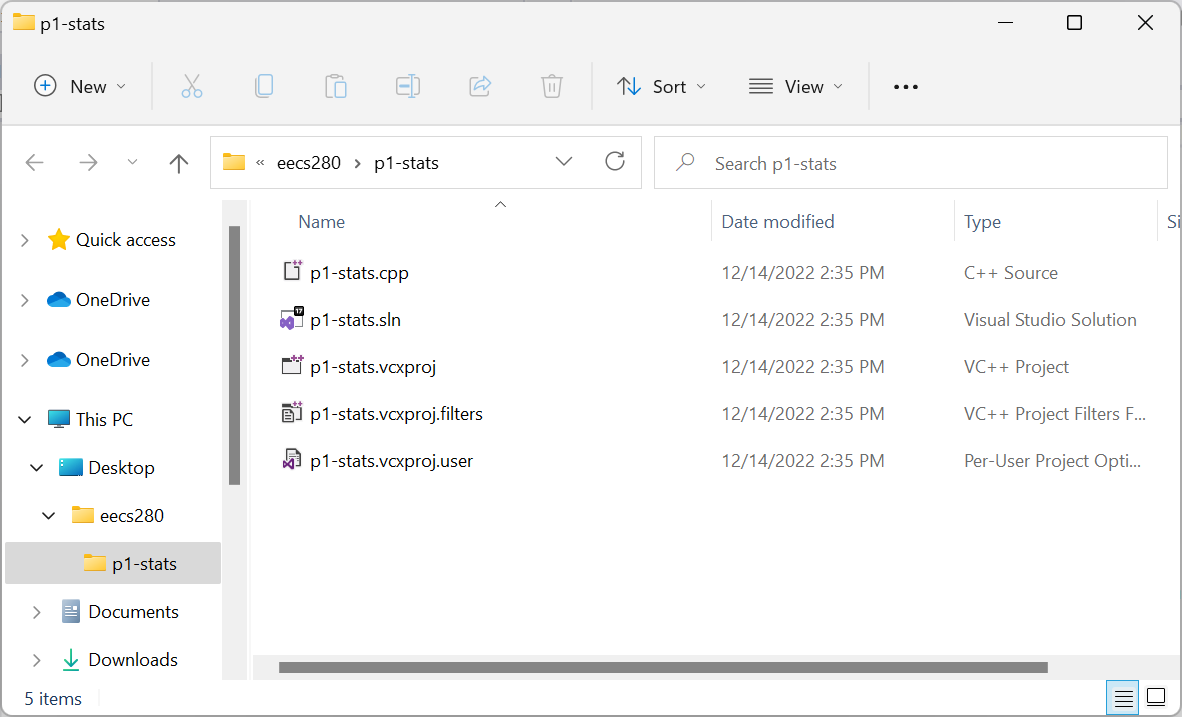 p1-stats
New Sort View
« eecs280 › p1-stats Search p1-stats
Name Date modified Type Si
Quick access
OneDrive
OneDrive
This PC
Desktop
eecs280
p1-stats
Documents
Downloads
p1-stats.cpp 12/14/2022 2:35 PM C++ Source
p1-stats.sln 12/14/2022 2:35 PM Visual Studio Solution
p1-stats.vcxproj 12/14/2022 2:35 PM VC++ Project
p1-stats.vcxproj.filters 12/14/2022 2:35 PM VC++ Project Filters F...
p1-stats.vcxproj.user 12/14/2022 2:35 PM Per-User Project Opti...
5 items